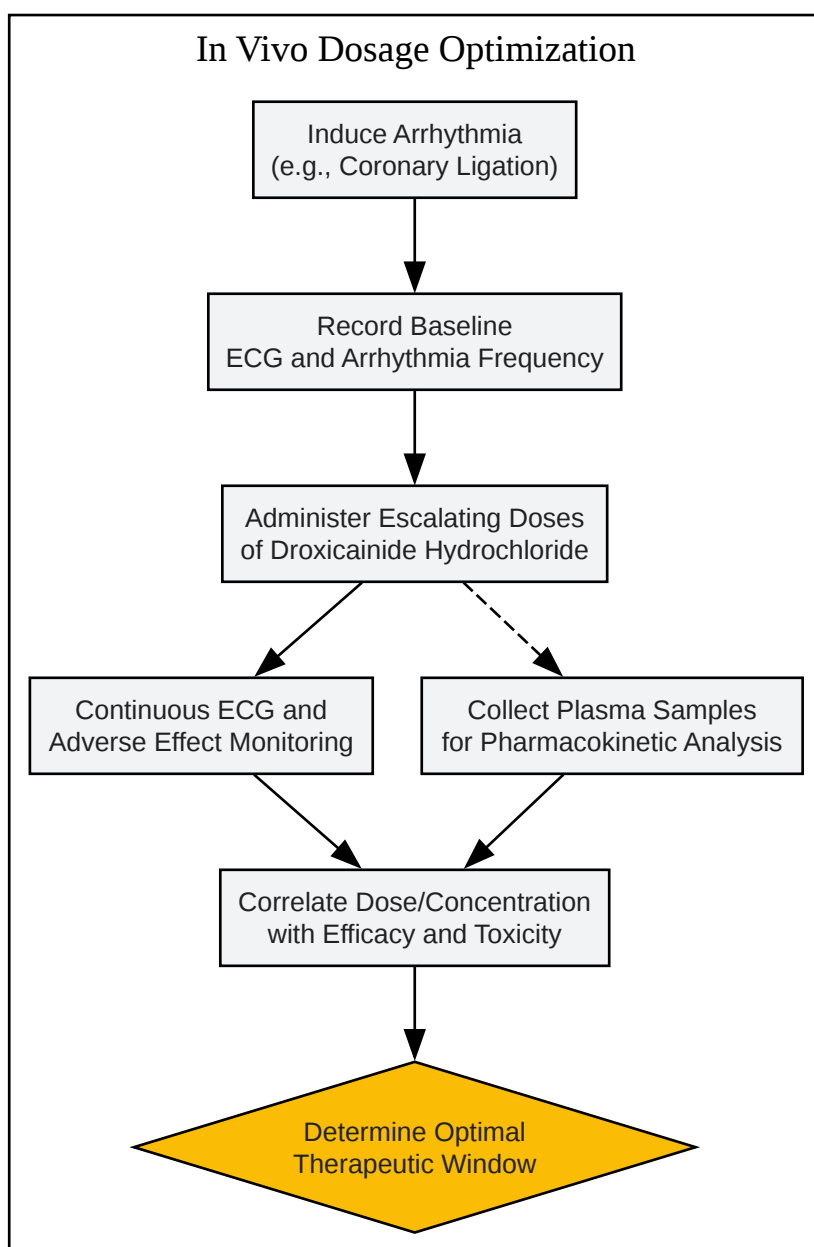 In Vivo Dosage Optimization
Induce Arrhythmia
(e.g., Coronary Ligation)
Record Baseline
ECG and Arrhythmia Frequency
Administer Escalating Doses
of Droxicainide Hydrochloride
Continuous ECG and
Adverse Effect Monitoring
Collect Plasma Samples
for Pharmacokinetic Analysis
Correlate Dose/Concentration
with Efficacy and Toxicity
Determine Optimal
Therapeutic Window